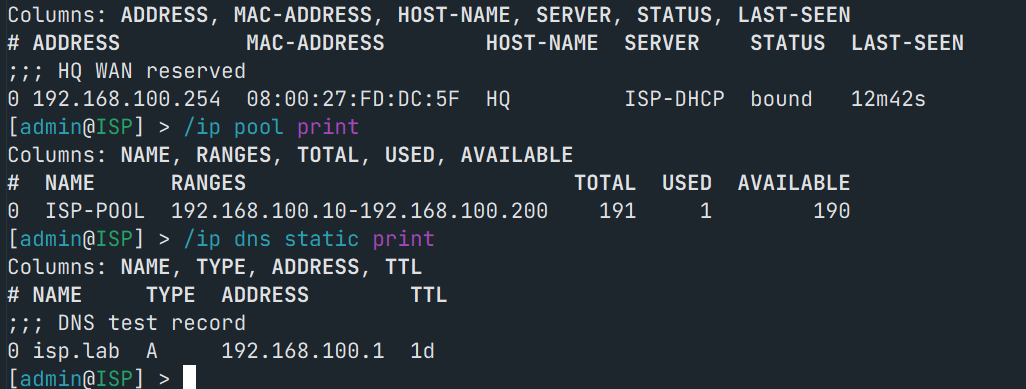 Columns: ADDRESS, MAC-ADDRESS, HOST-NAME, SERVER, STATUS, LAST-SEEN
# ADDRESS MAC-ADDRESS HOST-NAME SERVER STATUS LAST-SEEN
;;; HQ WAN reserved
0 192.168.100.254 08:00:27:FD:DC:5F HQ ISP-DHCP bound 12m42s
[admin@ISP] > /ip pool print
Columns: NAME, RANGES, TOTAL, USED, AVAILABLE
# NAME RANGES TOTAL USED AVAILABLE
0 ISP-POOL 192.168.100.10-192.168.100.200 191 1 190
[admin@ISP] > /ip dns static print
Columns: NAME, TYPE, ADDRESS, TTL
# NAME TYPE ADDRESS TTL
;;; DNS test record
0 isp.lab A 192.168.100.1 1d
[admin@ISP] >